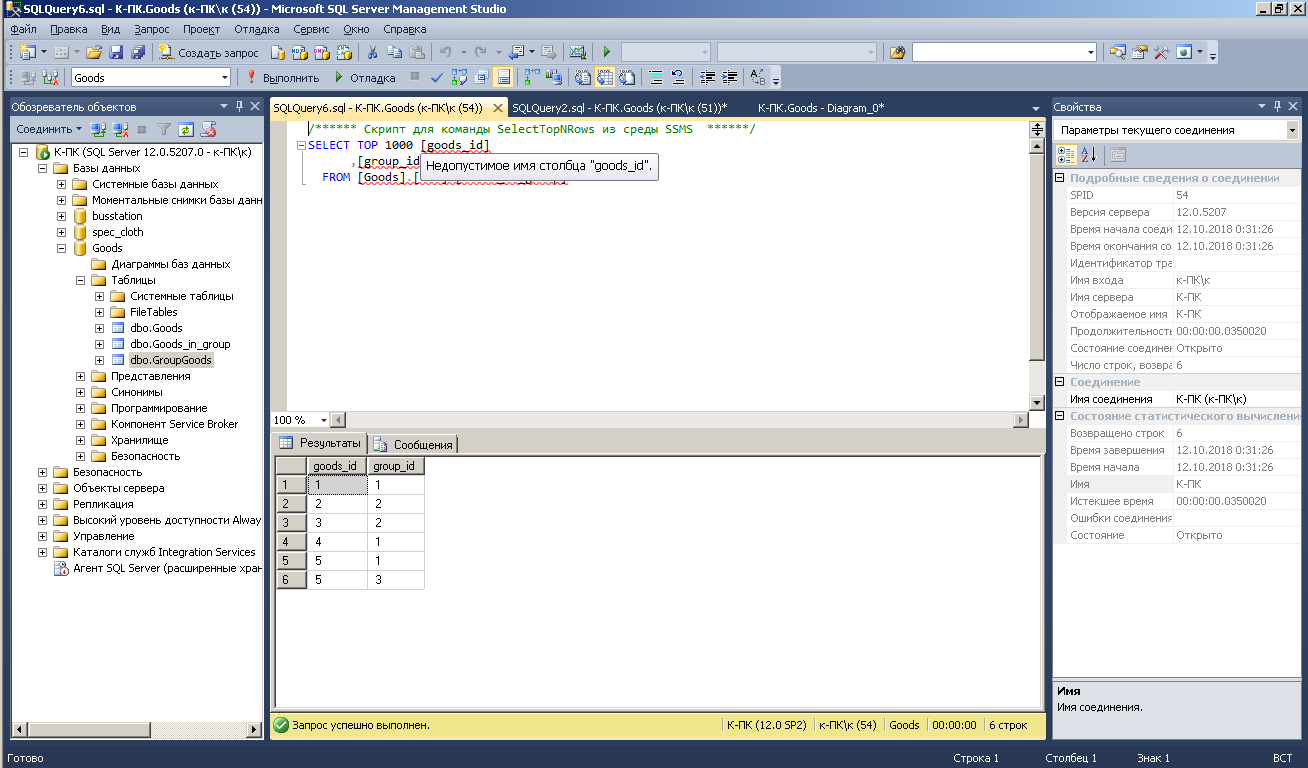 SQLQuery6.sql - К-ПК.Goods (к-ПК\к (54)) - Microsoft SQL Server Management Studio
Файл Правка Вид Запрос Проект Отладка Сервис Окно Справка
Создать запрос
Goods Выполнить Отладка
Обозреватель объектов
Соединить
К-ПК (SQL Server 12.0.5207.0 - к-ПК\к)
Базы данных
Системные базы данных
Моментальные снимки базы данн
busstation
spec_cloth
Goods
Диаграммы баз данных
Таблицы
Системные таблицы
FileTables
dbo.Goods
dbo.Goods_in_group
dbo.GroupGoods
Представления
Синонимы
Программирование
Компонент Service Broker
Хранилище
Безопасность
Безопасность
Объекты сервера
Репликация
Высокий уровень доступности Alway
Управление
Каталоги служб Integration Services
Агент SQL Server (расширенные хран
SQLQuery6.sql - К-ПК.Goods (к-ПК\к (54)) SQLQuery2.sql - К-ПК.Goods (к-ПК\к (51))* К-ПК.Goods - Diagram_0*
/****** Скрипт для команды SelectTopNRows из среды SSMS ******/
SELECT TOP 1000 [goods_id]
,[group_id
Недопустимое имя столбца "goods_id".
FROM [Goods].[
100 %
Результаты Сообщения
goods_id group_id
1 1 1
2 2 2
3 3 2
4 4 1
5 5 1
6 5 3
Запрос успешно выполнен. К-ПК (12.0 SP2) к-ПК\к (54) Goods 00:00:00 6 строк
Свойства
Параметры текущего соединения
Подробные сведения о соединении
SPID 54
Версия сервера 12.0.5207
Время начала соеди 12.10.2018 0:31:26
Время окончания со 12.10.2018 0:31:26
Идентификатор тра
Имя входа к-ПК\к
Имя сервера К-ПК
Отображаемое имя К-ПК
Продолжительность 00:00:00.0350020
Состояние соединен Открыто
Число строк, возвра 6
Соединение
Имя соединения К-ПК (к-ПК\к)
Состояние статистического вычислени
Возвращено строк 6
Время завершения 12.10.2018 0:31:26
Время начала 12.10.2018 0:31:26
Имя К-ПК
Истекшее время 00:00:00.0350020
Ошибки соединения
Состояние Открыто
Имя
Имя соединения.
Готово Строка 1 Столбец 1 Знак 1 ВСТ